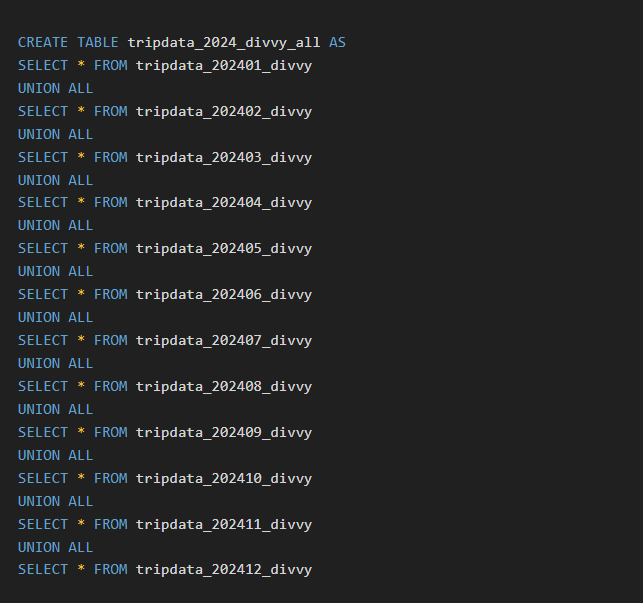 CREATE TABLE tripdata_2024_divvy_all AS
SELECT * FROM tripdata_202401_divvy
UNION ALL
SELECT * FROM tripdata_202402_divvy
UNION ALL
SELECT * FROM tripdata_202403_divvy
UNION ALL
SELECT * FROM tripdata_202404_divvy
UNION ALL
SELECT * FROM tripdata_202405_divvy
UNION ALL
SELECT * FROM tripdata_202406_divvy
UNION ALL
SELECT * FROM tripdata_202407_divvy
UNION ALL
SELECT * FROM tripdata_202408_divvy
UNION ALL
SELECT * FROM tripdata_202409_divvy
UNION ALL
SELECT * FROM tripdata_202410_divvy
UNION ALL
SELECT * FROM tripdata_202411_divvy
UNION ALL
SELECT * FROM tripdata_202412_divvy